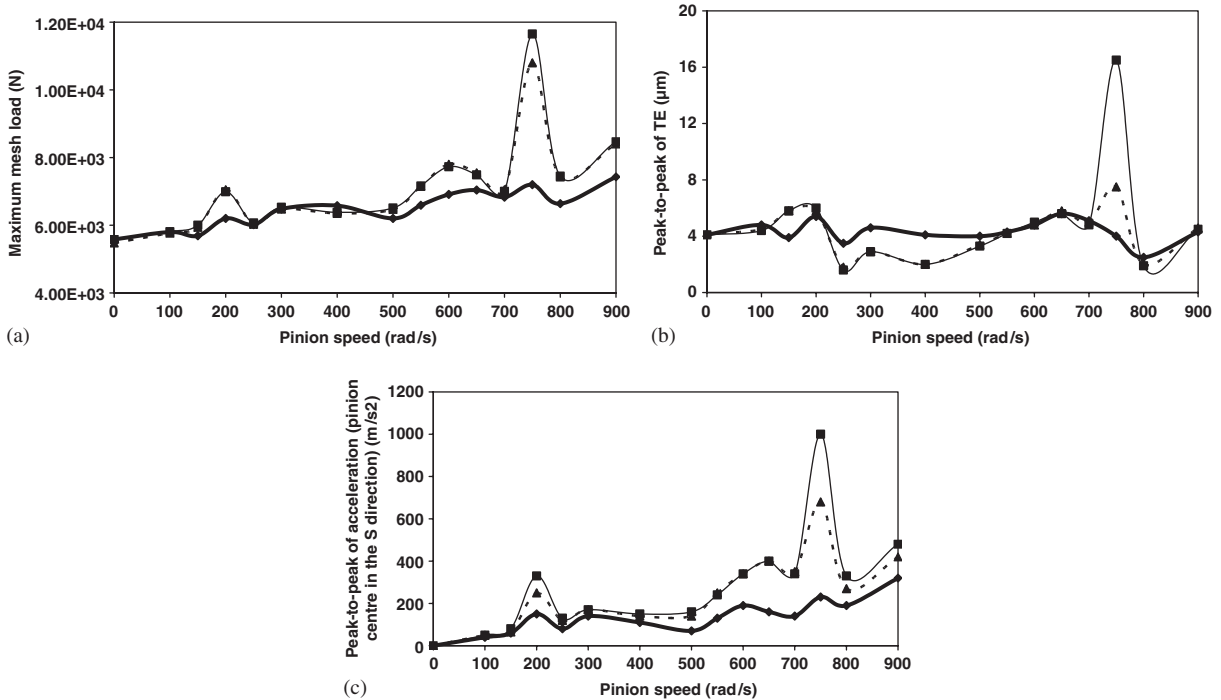 1.20E+04
1.00E+04
8.00E+03
6.00E+03
4.00E+03
Maximum mesh load (N)
0 100 200 300 400 500 600 700 800 900
Pinion speed (rad/s)
(a)
20
16
12
8
4
0
Peak-to-peak of TE (μm)
0 100 200 300 400 500 600 700 800 900
Pinion speed (rad/s)
(b)
1200
1000
800
600
400
200
0
Peak-to-peak of acceleration (pinion
centre in the S direction) (m/s2)
0 100 200 300 400 500 600 700 800 900
Pinion speed (rad/s)
(c)